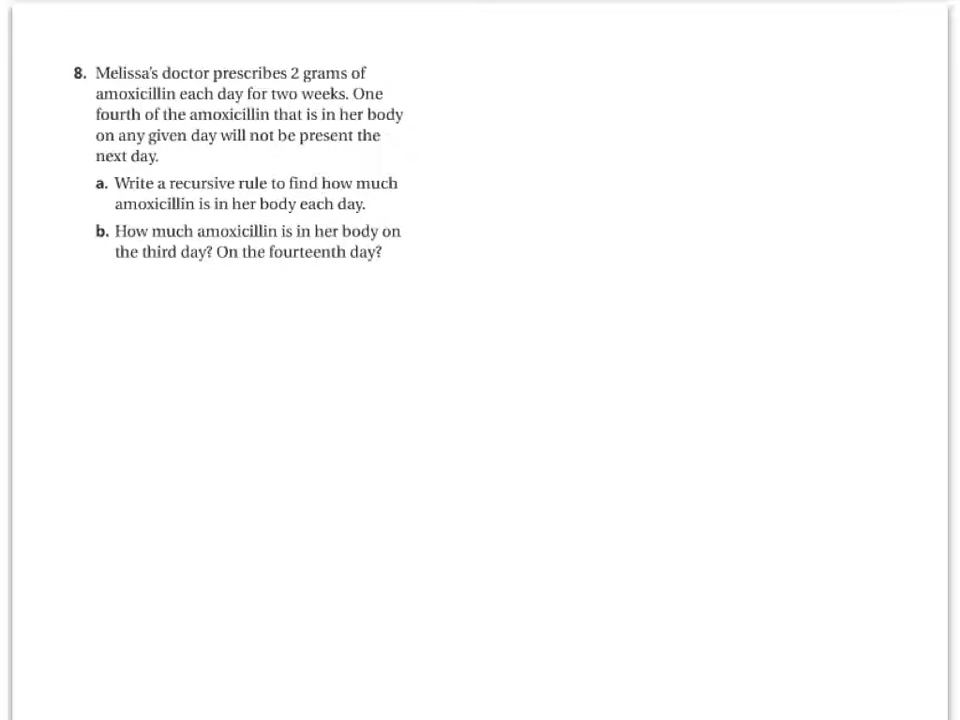 8. Melissa's doctor prescribes 2 grams of
amoxicillin each day for two weeks. One
fourth of the amoxicillin that is in her body
on any given day will not be present the
next day.
a. Write a recursive rule to find how much
amoxicillin is in her body each day.
b. How much amoxicillin is in her body on
the third day? On the fourteenth day?